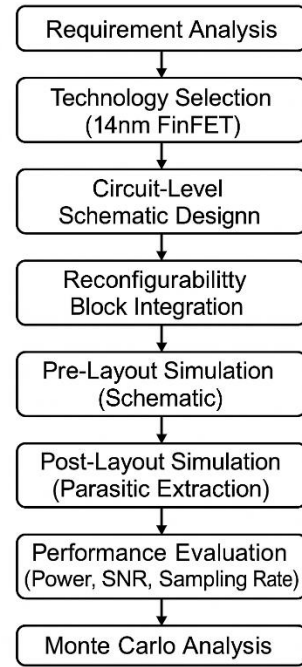 Requirement Analysis
Technology Selection
(14nm FinFET)
Circuit-Level
Schematic Designn
Reconfigurabilitty
Block Integration
Pre-Layout Simulation
(Schematic)
Post-Layout Simulation
(Parasitic Extraction)
Performance Evaluation
(Power, SNR, Sampling Rate)
Monte Carlo Analysis